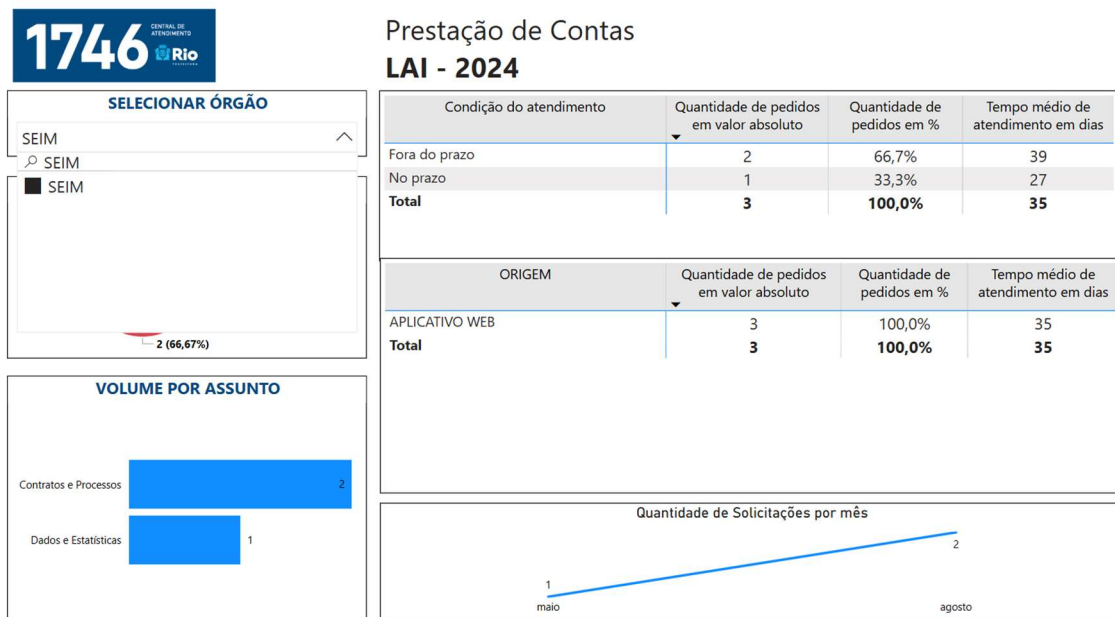 1746
CENTRAL DE
ATENDIMENTO
Rio
PREFEITURA
Prestação de Contas
LAI - 2024
SELECIONAR ÓRGÃO
SEIM
SEIM
SEIM
2 (66,67%)
Condição do atendimento Quantidade de pedidos em valor absoluto Quantidade de pedidos em % Tempo médio de atendimento em dias
Fora do prazo 2 66,7% 39
No prazo 1 33,3% 27
Total 3 100,0% 35
ORIGEM Quantidade de pedidos em valor absoluto Quantidade de pedidos em % Tempo médio de atendimento em dias
APLICATIVO WEB 3 100,0% 35
Total 3 100,0% 35
VOLUME POR ASSUNTO
Contratos e Processos 2
Dados e Estatísticas 1
Quantidade de Solicitações por mês
1
2
maio agosto